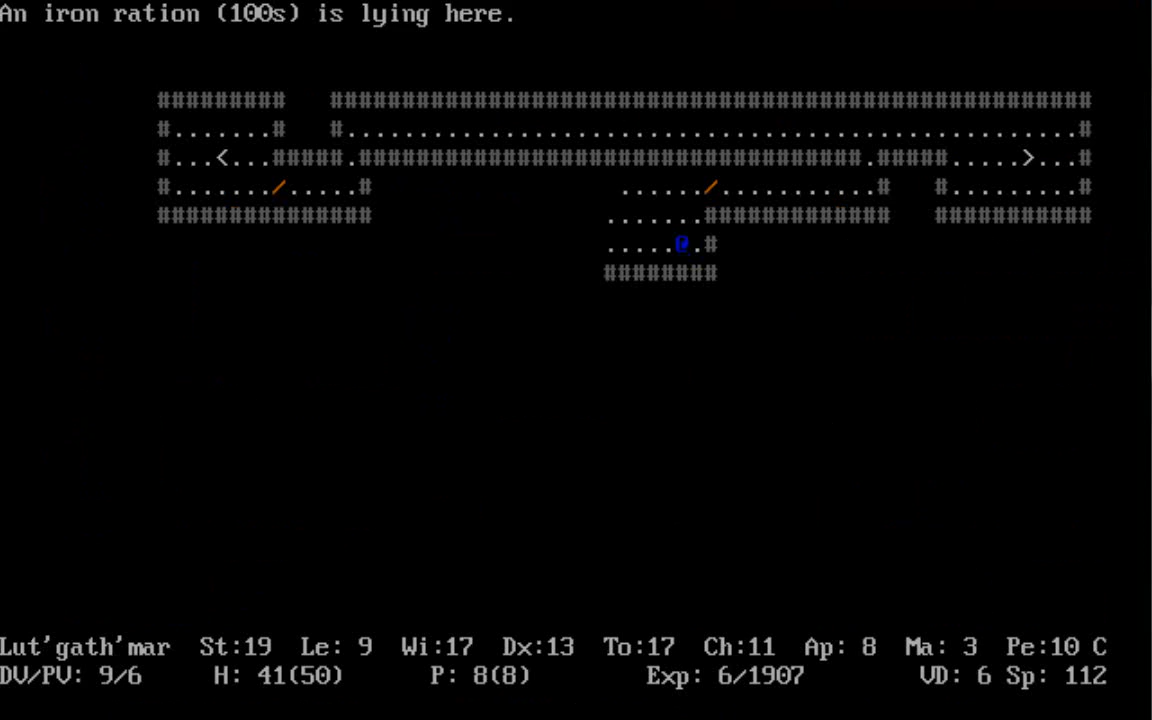 An iron ration (100s) is lying here.
#########   #####################################################
#.......#   #...................................................#
#...<...#####.###################################.#####.....>...#
#......./.....#                 ....../...........#   #.........#
###############                .......#############   ###########
.....@.#
########
Lut'gath'mar  St:19  Le: 9  Wi:17  Dx:13  To:17  Ch:11  Ap: 8  Ma: 3  Pe:10 C
DV/PV: 9/6     H: 41(50)      P: 8(8)        Exp: 6/1907        VD: 6 Sp: 112